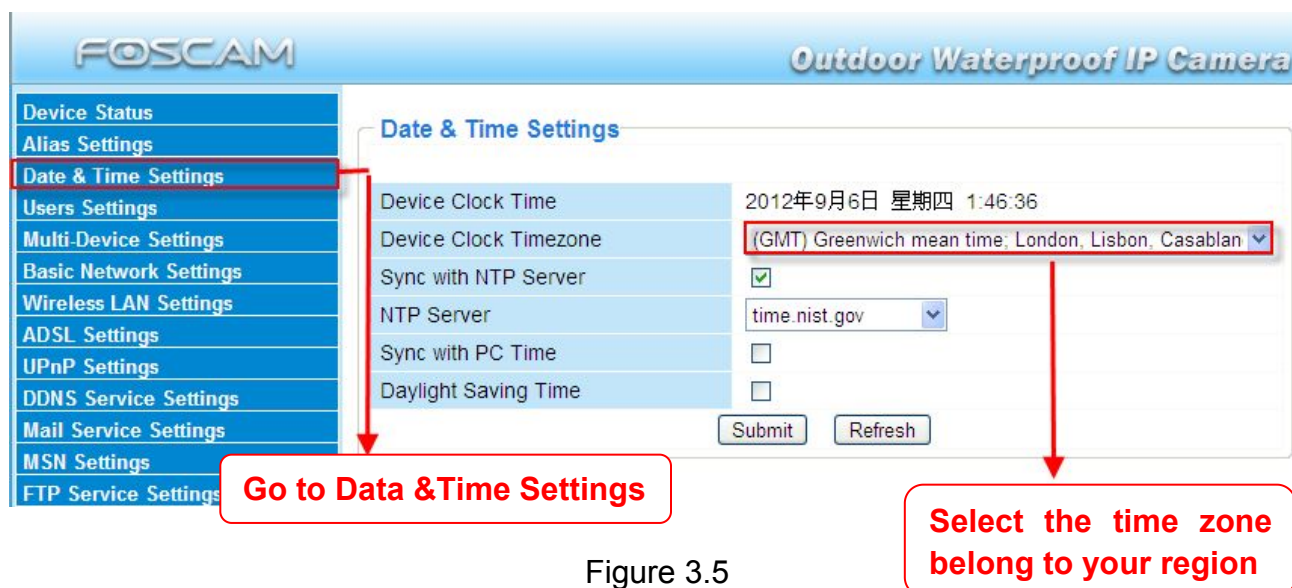 FOSCAM
Outdoor Waterproof IP Camera
Device Status
Alias Settings
Date & Time Settings
Users Settings
Multi-Device Settings
Basic Network Settings
Wireless LAN Settings
ADSL Settings
UPnP Settings
DDNS Service Settings
Mail Service Settings
MSN Settings
FTP Service Settings
Date & Time Settings
Device Clock Time 2012年9月6日 星期四 1:46:36
Device Clock Timezone (GMT) Greenwich mean time; London, Lisbon, Casablan
Sync with NTP Server
NTP Server time.nist.gov
Sync with PC Time
Daylight Saving Time
Submit Refresh
Go to Data &Time Settings
Select the time zone
belong to your region
Figure 3.5